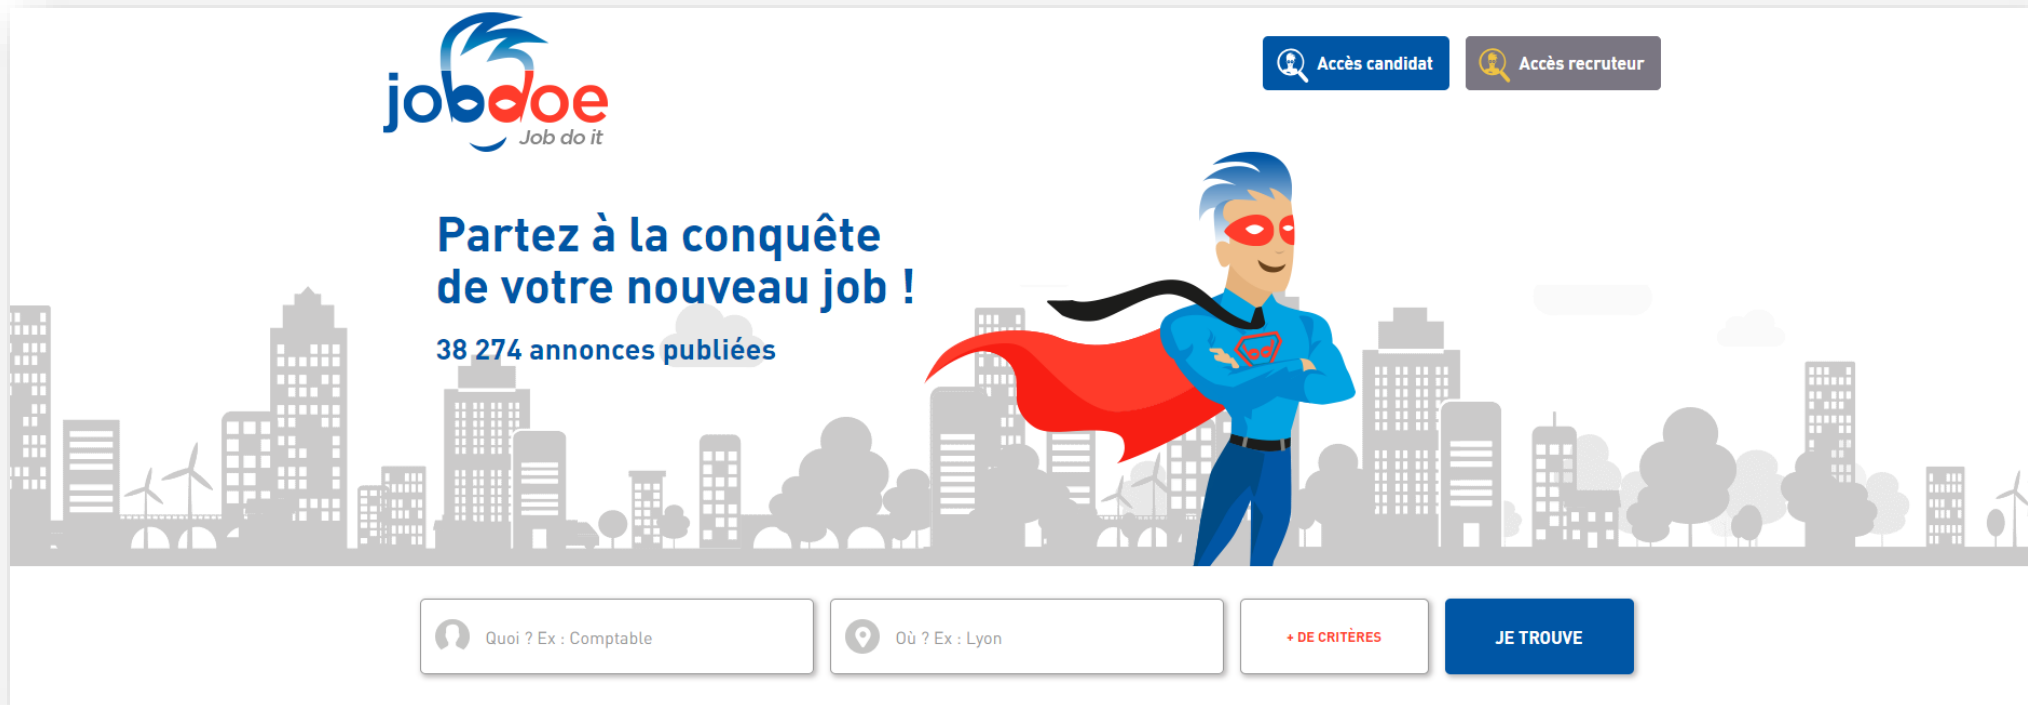 jobdoe
Job do it
Accès candidat
Accès recruteur
Partez à la conquête
de votre nouveau job !
38 274 annonces publiées
bd
Quoi ? Ex : Comptable
Où ? Ex : Lyon
+ DE CRITÈRES
JE TROUVE